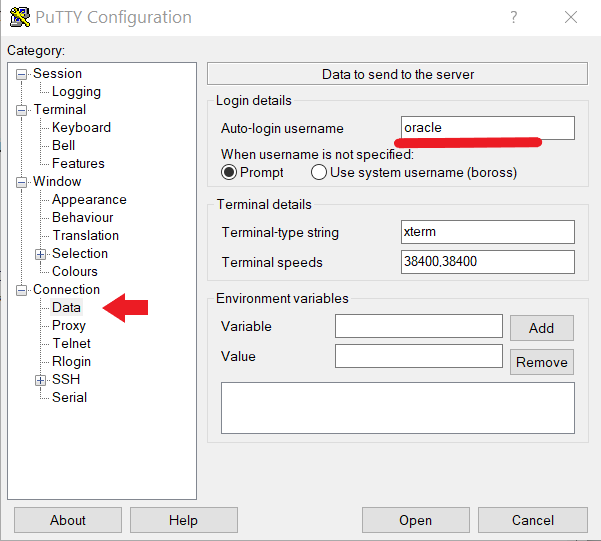 PuTTY Configuration
?
Category:
Session
Logging
Terminal
Keyboard
Bell
Features
Window
Appearance
Behaviour
Translation
Selection
Colours
Connection
Data
Proxy
Telnet
Rlogin
SSH
Serial
Data to send to the server
Login details
Auto-login username oracle
When username is not specified:
Prompt Use system username (boross)
Terminal details
Terminal-type string xterm
Terminal speeds 38400,38400
Environment variables
Variable Add
Value Remove
About Help Open Cancel